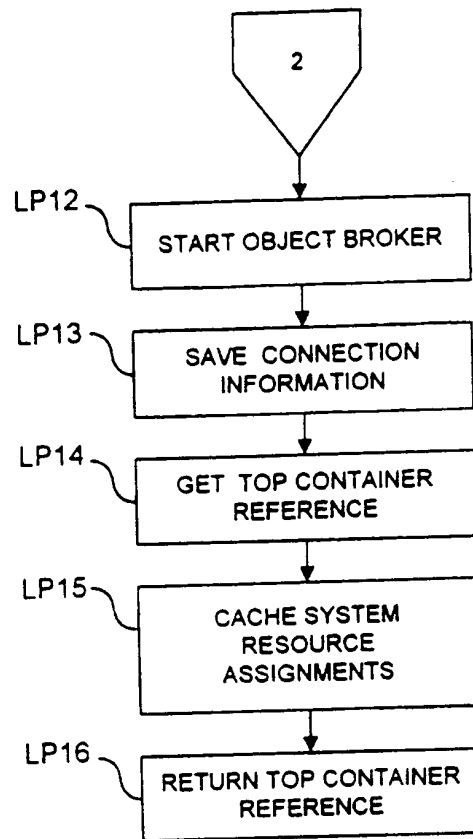 2
LP12
START OBJECT BROKER
LP13
SAVE CONNECTION
INFORMATION
LP14
GET TOP CONTAINER
REFERENCE
LP15
CACHE SYSTEM
RESOURCE
ASSIGNMENTS
LP16
RETURN TOP CONTAINER
REFERENCE